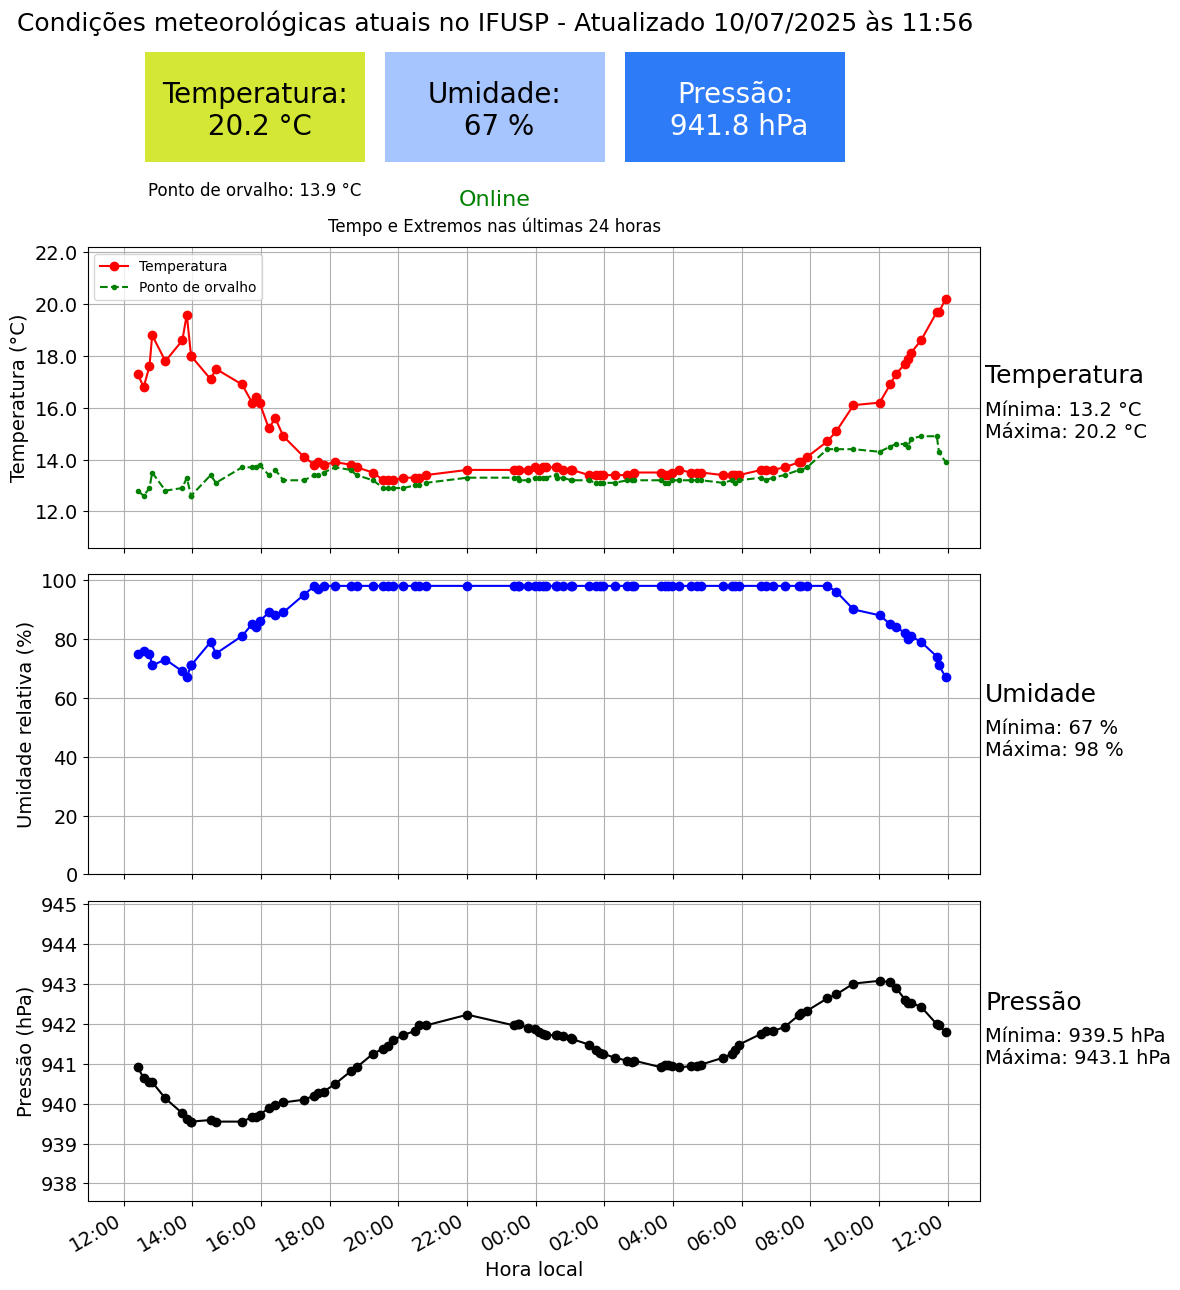 Condições meteorológicas atuais no IFUSP - Atualizado 10/07/2025 às 11:56
Temperatura:
20.2 °C
Umidade:
67 %
Pressão:
941.8 hPa
Ponto de orvalho: 13.9 °C
Online
Tempo e Extremos nas últimas 24 horas
Temperatura (°C)
22.0
20.0
18.0
16.0
14.0
12.0
Temperatura
Ponto de orvalho
Temperatura
Mínima: 13.2 °C
Máxima: 20.2 °C
Umidade relativa (%)
100
80
60
40
20
0
Umidade
Mínima: 67 %
Máxima: 98 %
Pressão (hPa)
945
944
943
942
941
940
939
938
Pressão
Mínima: 939.5 hPa
Máxima: 943.1 hPa
12:00
14:00
16:00
18:00
20:00
22:00
00:00
02:00
04:00
06:00
08:00
10:00
12:00
Hora local